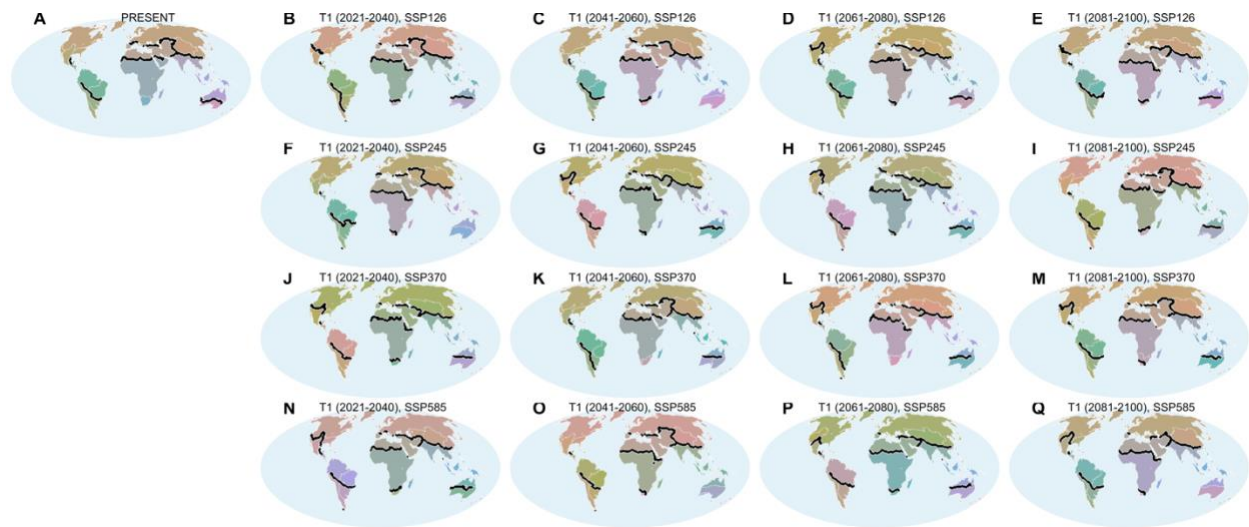 A PRESENT
B T1 (2021-2040), SSP126
C T1 (2041-2060), SSP126
D T1 (2061-2080), SSP126
E T1 (2081-2100), SSP126
F T1 (2021-2040), SSP245
G T1 (2041-2060), SSP245
H T1 (2061-2080), SSP245
I T1 (2081-2100), SSP245
J T1 (2021-2040), SSP370
K T1 (2041-2060), SSP370
L T1 (2061-2080), SSP370
M T1 (2081-2100), SSP370
N T1 (2021-2040), SSP585
O T1 (2041-2060), SSP585
P T1 (2061-2080), SSP585
Q T1 (2081-2100), SSP585